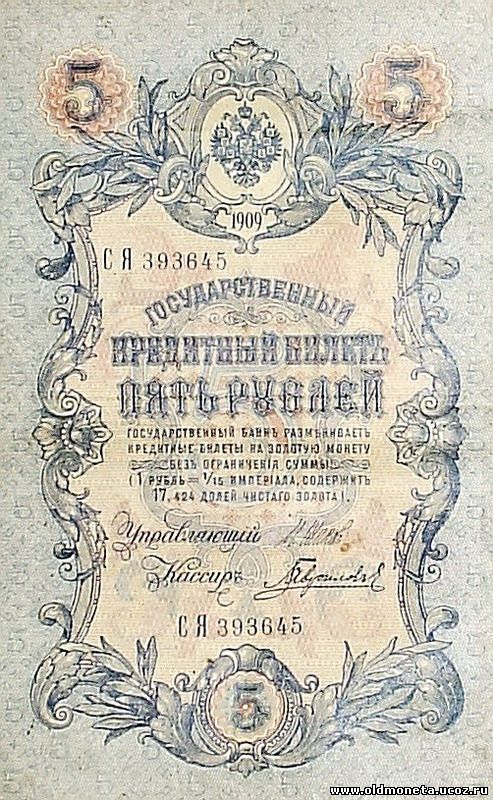 5 5
1909
СЯ 393645
ГОСУДАРСТВЕННЫЙ
КРЕДИТНЫЙ БИЛЕТЪ
ПЯТЬ РУБЛЕЙ
ГОСУДАРСТВЕННЫЙ БАНКЪ РАЗМѢНИВАЕТЪ
КРЕДИТНЫЕ БИЛЕТЫ НА ЗОЛОТУЮ МОНЕТУ
БЕЗЪ ОГРАНИЧЕНІЯ СУММЫ
(1 РУБЛЬ = 1/15 ИМПЕРІАЛА, СОДЕРЖИТЪ
17,424 ДОЛЕЙ ЧИСТАГО ЗОЛОТА).
Управляющій
Кассиръ
СЯ 393645
5
www.oldmoneta.ucoz.ru